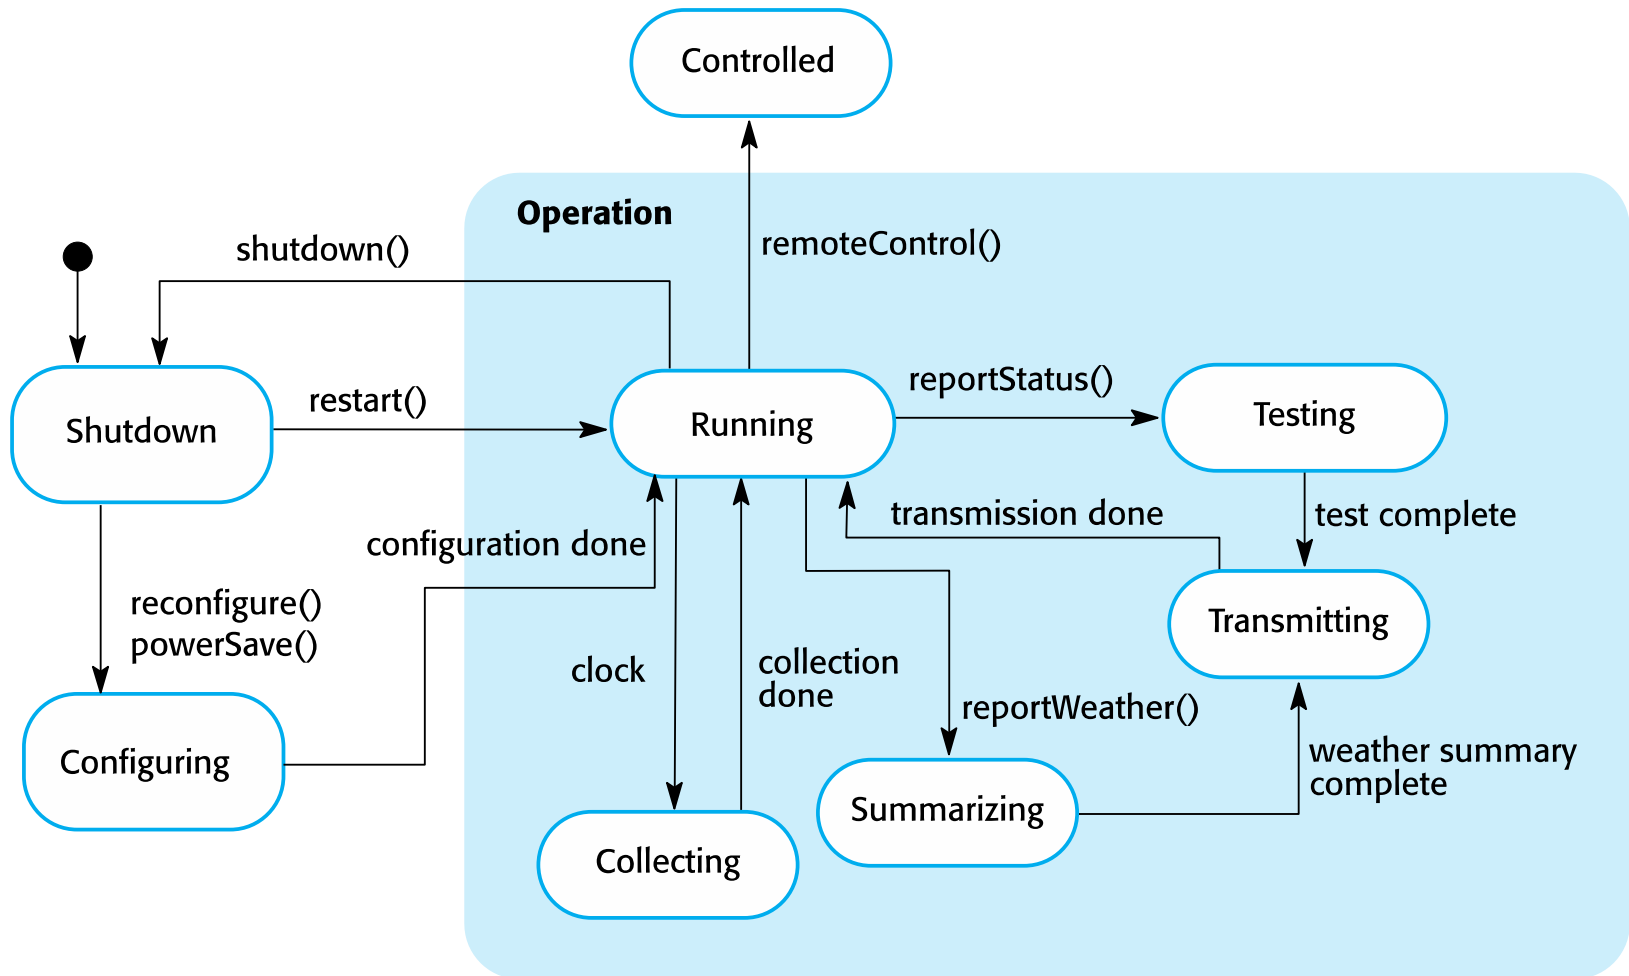 Controlled
Operation
remoteControl()
shutdown()
reportStatus()
restart()
Shutdown
Running
Testing
transmission done
test complete
configuration done
reconfigure()
powerSave()
Transmitting
clock
collection
done
reportWeather()
weather summary
complete
Configuring
Summarizing
Collecting